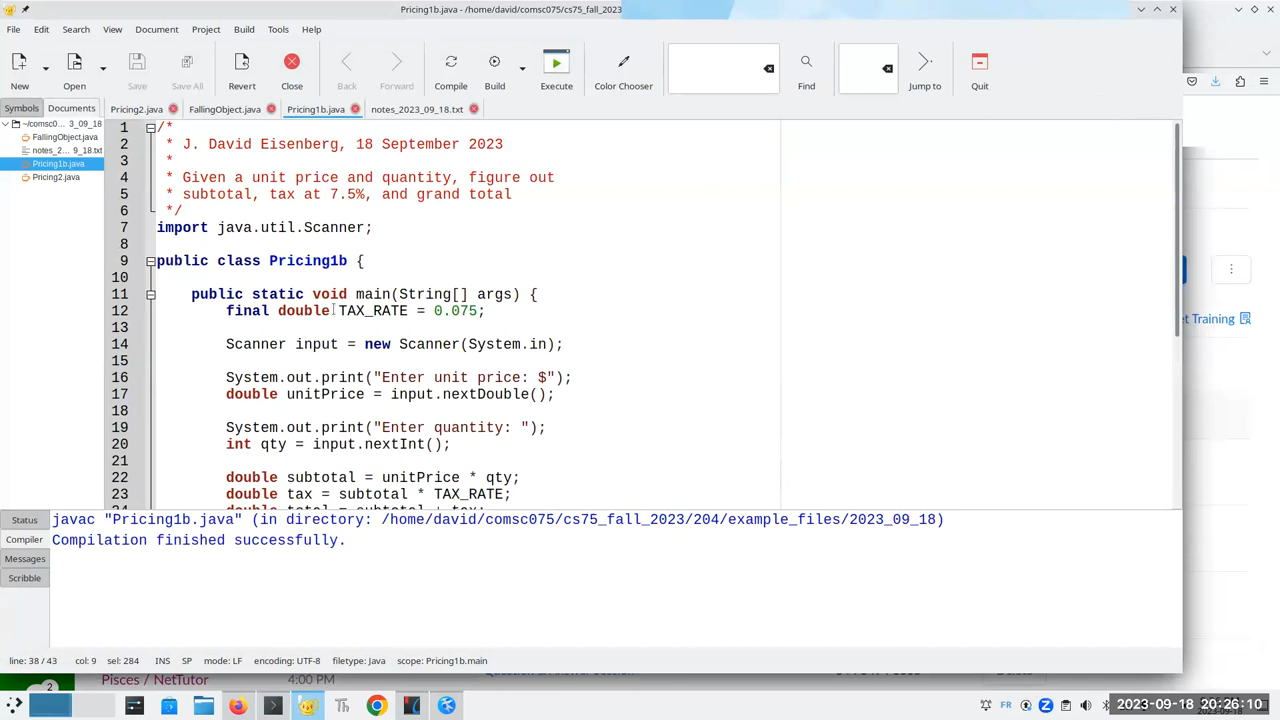 Pricing1b.java - /home/david/comsc075/cs75_fall_2023
File Edit Search View Document Project Build Tools Help
New Open Save Save All Revert Close Back Forward Compile Build Execute Color Chooser Find Jump to Quit
Symbols Documents Pricing2.java FallingObject.java Pricing1b.java notes_2023_09_18.txt
~/comsc0... 3_09_18
FallingObject.java
notes_2... 9_18.txt
Pricing1b.java
Pricing2.java
1 /*
2 * J. David Eisenberg, 18 September 2023
3 *
4 * Given a unit price and quantity, figure out
5 * subtotal, tax at 7.5%, and grand total
6 */
7 import java.util.Scanner;
8
9 public class Pricing1b {
10
11 public static void main(String[] args) {
12 final double TAX_RATE = 0.075;
13
14 Scanner input = new Scanner(System.in);
15
16 System.out.print("Enter unit price: $");
17 double unitPrice = input.nextDouble();
18
19 System.out.print("Enter quantity: ");
20 int qty = input.nextInt();
21
22 double subtotal = unitPrice * qty;
23 double tax = subtotal * TAX_RATE;
24 double total = subtotal + tax;
et Training
Status
Compiler
Messages
Scribble
javac "Pricing1b.java" (in directory: /home/david/comsc075/cs75_fall_2023/204/example_files/2023_09_18)
Compilation finished successfully.
line: 38 / 43 col: 9 sel: 284 INS SP mode: LF encoding: UTF-8 filetype: Java scope: Pricing1b.main
2
Pisces / NetTutor 4:00 PM
Th FR 2023-09-18 20:26:10